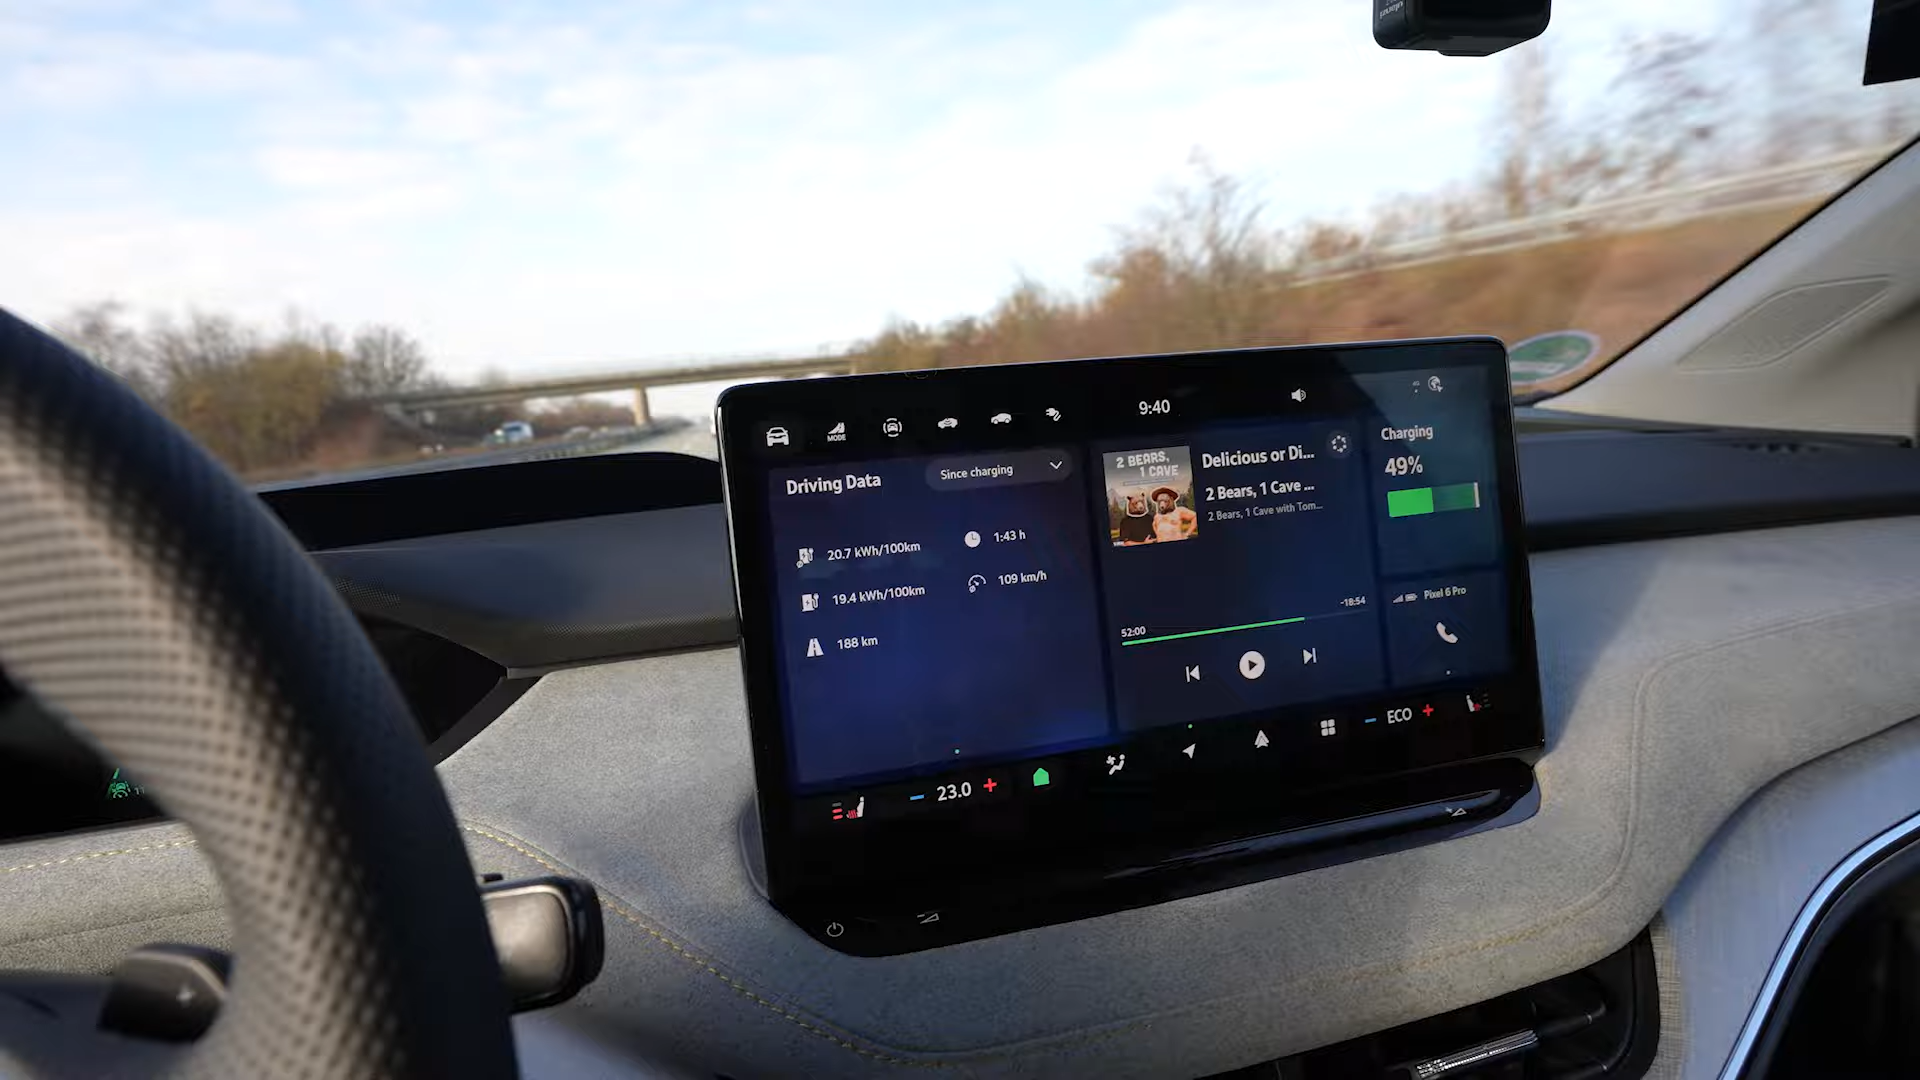 MODE
9:40
Driving Data
Since charging
20.7 kWh/100km
1:43 h
19.4 kWh/100km
109 km/h
188 km
2 BEARS,
1 CAVE
Delicious or Di...
2 Bears, 1 Cave ...
2 Bears, 1 Cave with Tom...
52:00
-18:54
Charging
49%
Pixel 6 Pro
23.0
ECO